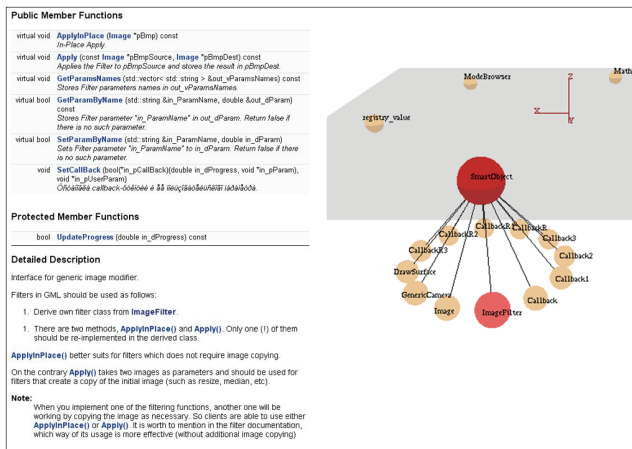 Public Member Functions
virtual void ApplyInPlace (Image *pBmp) const
In-Place Apply.
virtual void Apply (const Image *pBmpSource, Image *pBmpDest) const
Applies the Filter to pBmpSource and stores the result in pBmpDest.
virtual void GetParamsNames (std::vector< std::string > &out_vParamsNames) const
Stores Filter parameters names in out_vParamsNames.
virtual bool GetParamByName (std::string &in_ParamName, double &out_dParam)
const
Stores Filter parameter "in_ParamName" in out_dParam. Return false if
there is no such parameter.
virtual bool SetParamByName (std::string &in_ParamName, double in_dParam)
Sets Filter parameter "in_ParamName" to in_dParam. Return false if there
is no such parameter.
void SetCallBack (bool(*in_pCallBack)(double in_dProgress, void *in_pParam),
void *in_pUserParam)
callback-
Protected Member Functions
bool UpdateProgress (double in_dProgress) const
Detailed Description
Interface for generic image modifier.
Filters in GML should be used as follows:
1. Derive own filter class from ImageFilter.
1. There are two methods, ApplyInPlace() and Apply(). Only one (!) of them
should be re-implemented in the derived class.
ApplyInPlace() better suits for filters which does not require image copying.
On the contrary Apply() takes two images as parameters and should be used for
filters that create a copy of the initial image (such as resize, median, etc).
Note:
When you implement one of the filtering functions, another one will be
working by copying the image as necessary. So clients are able to use either
ApplyInPlace() or Apply(). It is worth to mention in the filter documentation,
which way of its usage is more effective (without additional image copying)
ModeBrowser
Math
Z
X
Y
registry_value
SmartObject
CallbackR
CallbackR2
Callback3
CallbackR3
Callback2
DrawSurface
Callback1
GenericCamera
Callback
Image
ImageFilter